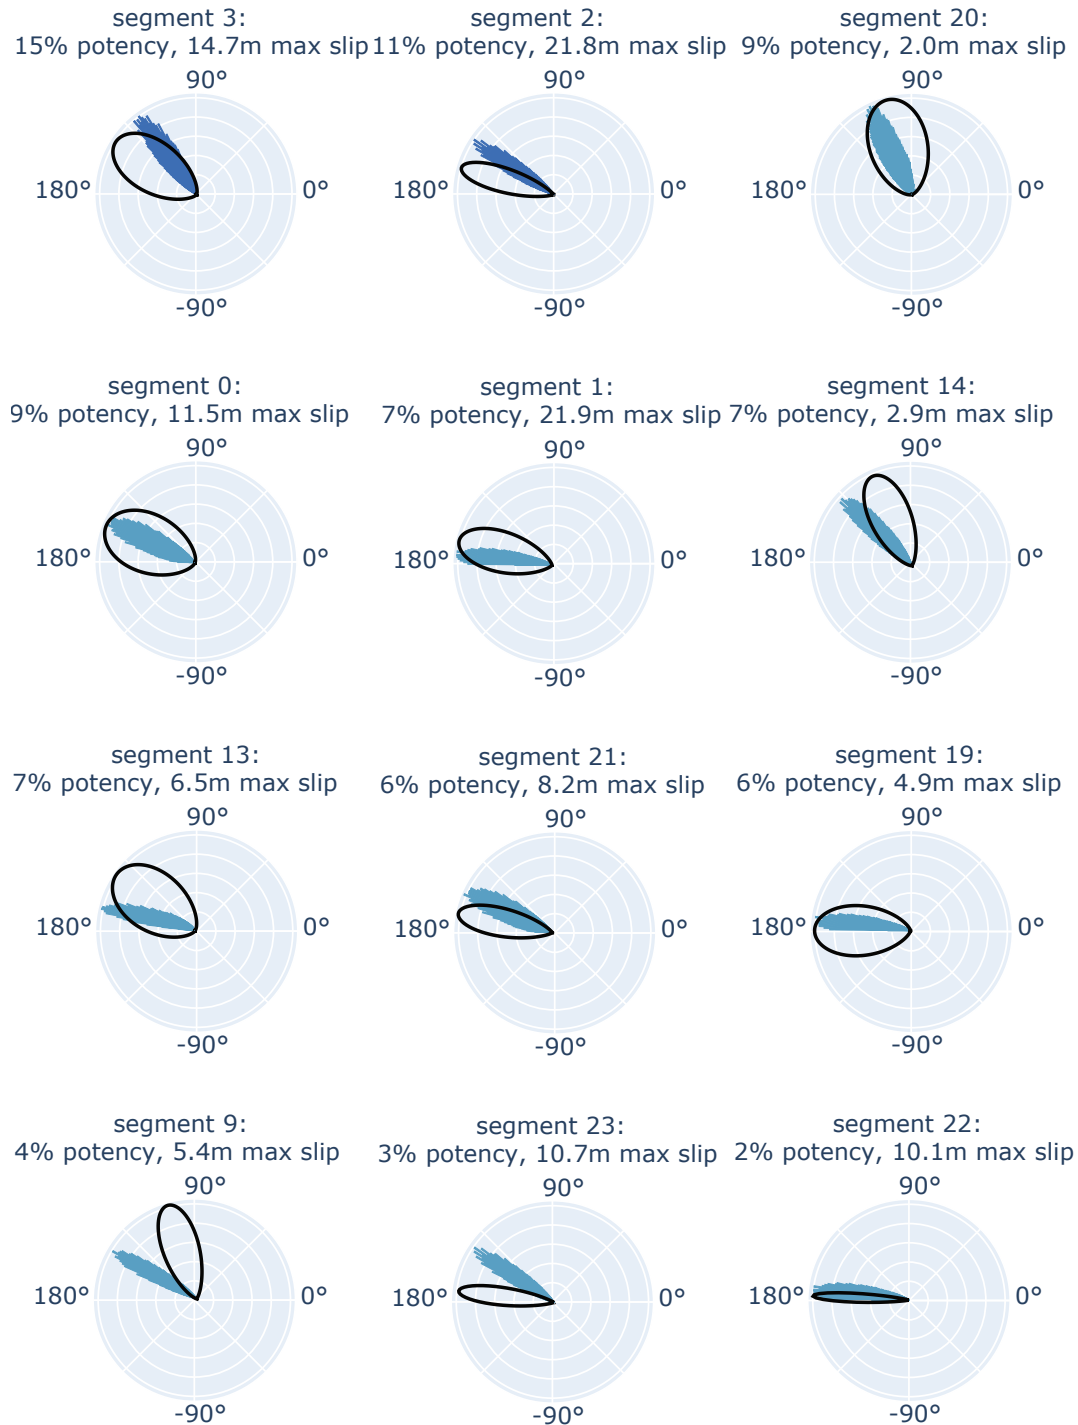 segment 3:
15% potency, 14.7m max slip
90°
180°
0°
-90°
segment 2:
11% potency, 21.8m max slip
90°
180°
0°
-90°
segment 20:
9% potency, 2.0m max slip
90°
180°
0°
-90°
segment 0:
9% potency, 11.5m max slip
90°
180°
0°
-90°
segment 1:
7% potency, 21.9m max slip
90°
180°
0°
-90°
segment 14:
7% potency, 2.9m max slip
90°
180°
0°
-90°
segment 13:
7% potency, 6.5m max slip
90°
180°
0°
-90°
segment 21:
6% potency, 8.2m max slip
90°
180°
0°
-90°
segment 19:
6% potency, 4.9m max slip
90°
180°
0°
-90°
segment 9:
4% potency, 5.4m max slip
90°
180°
0°
-90°
segment 23:
3% potency, 10.7m max slip
90°
180°
0°
-90°
segment 22:
2% potency, 10.1m max slip
90°
180°
0°
-90°